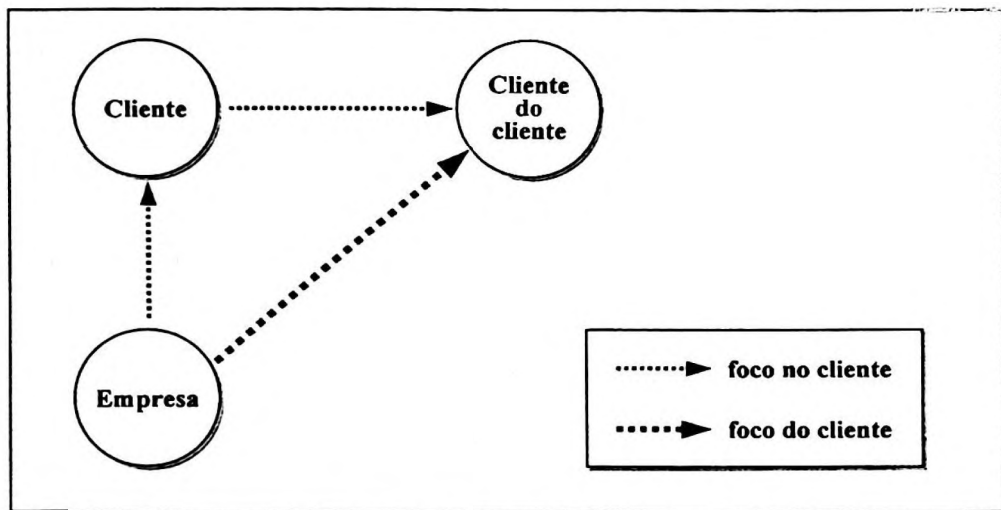 Cliente
Cliente
do
cliente
Empresa
foco no cliente
foco do cliente